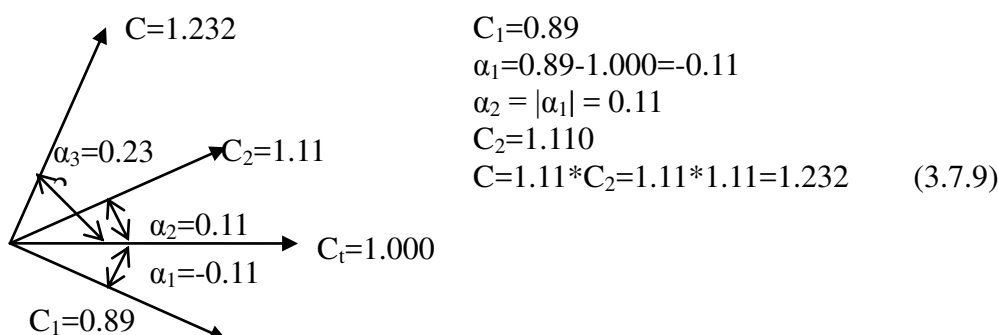 C=1.232
α₃=0.23
C₂=1.11
α₂=0.11
Cₜ=1.000
α₁=-0.11
C₁=0.89
C₁=0.89
α₁=0.89-1.000=-0.11
α₂ = |α₁| = 0.11
C₂=1.110
C=1.11*C₂=1.11*1.11=1.232 (3.7.9)